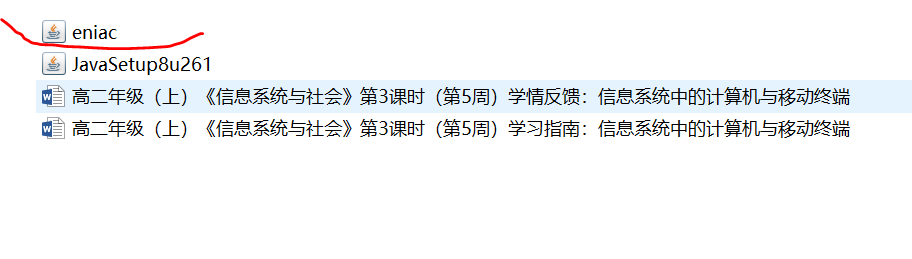 eniac
JavaSetup8u261
高二年级（上）《信息系统与社会》第3课时（第5周）学情反馈：信息系统中的计算机与移动终端
高二年级（上）《信息系统与社会》第3课时（第5周）学习指南：信息系统中的计算机与移动终端